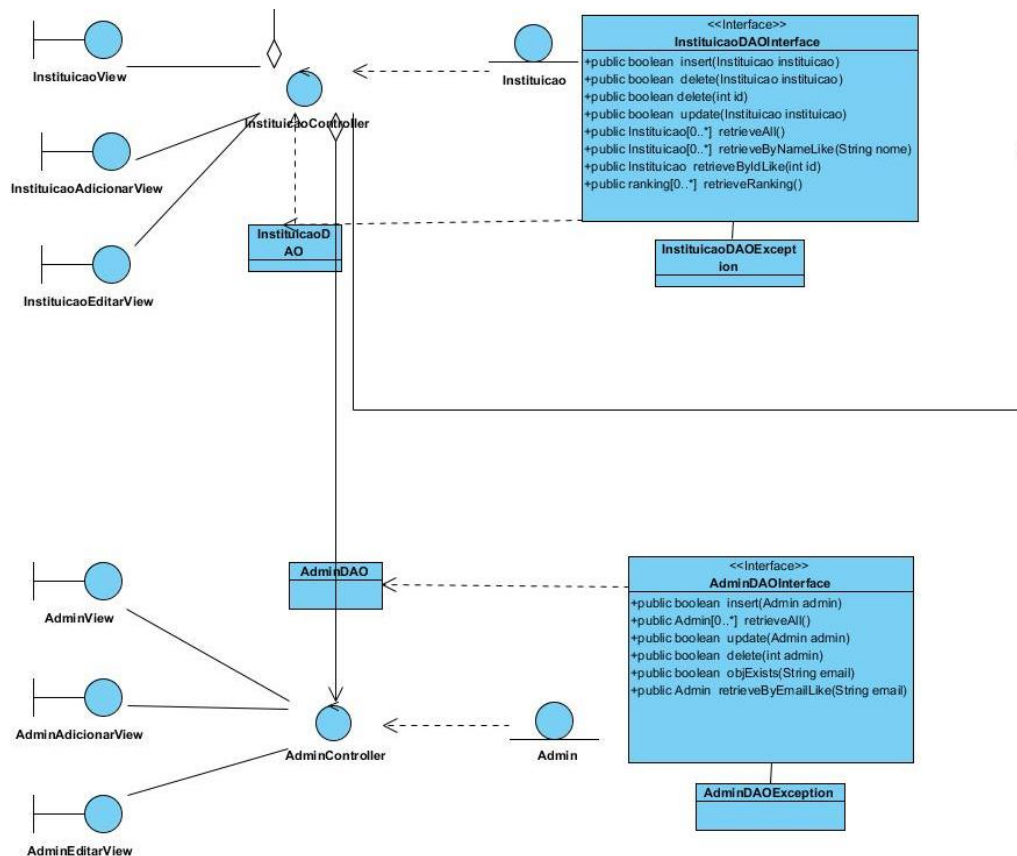 InstituicaoView
InstituicaoController
InstituicaoAdicionarView
InstituicaoEditarView
Instituicao
<<Interface>>
InstituicaoDAOInterface
+public boolean insert(Instituicao instituicao)
+public boolean delete(Instituicao instituicao)
+public boolean delete(int id)
+public boolean update(Instituicao instituicao)
+public Instituicao[0..*] retrieveAll()
+public Instituicao[0..*] retrieveByNameLike(String nome)
+public Instituicao retrieveByIdLike(int id)
+public ranking[0..*] retrieveRanking()
InstituicaoD
AO
InstituicaoDAOExcept
ion
AdminView
AdminAdicionarView
AdminEditarView
AdminDAO
AdminController
Admin
<<Interface>>
AdminDAOInterface
+public boolean insert(Admin admin)
+public Admin[0..*] retrieveAll()
+public boolean update(Admin admin)
+public boolean delete(int admin)
+public boolean objExists(String email)
+public Admin retrieveByEmailLike(String email)
AdminDAOException